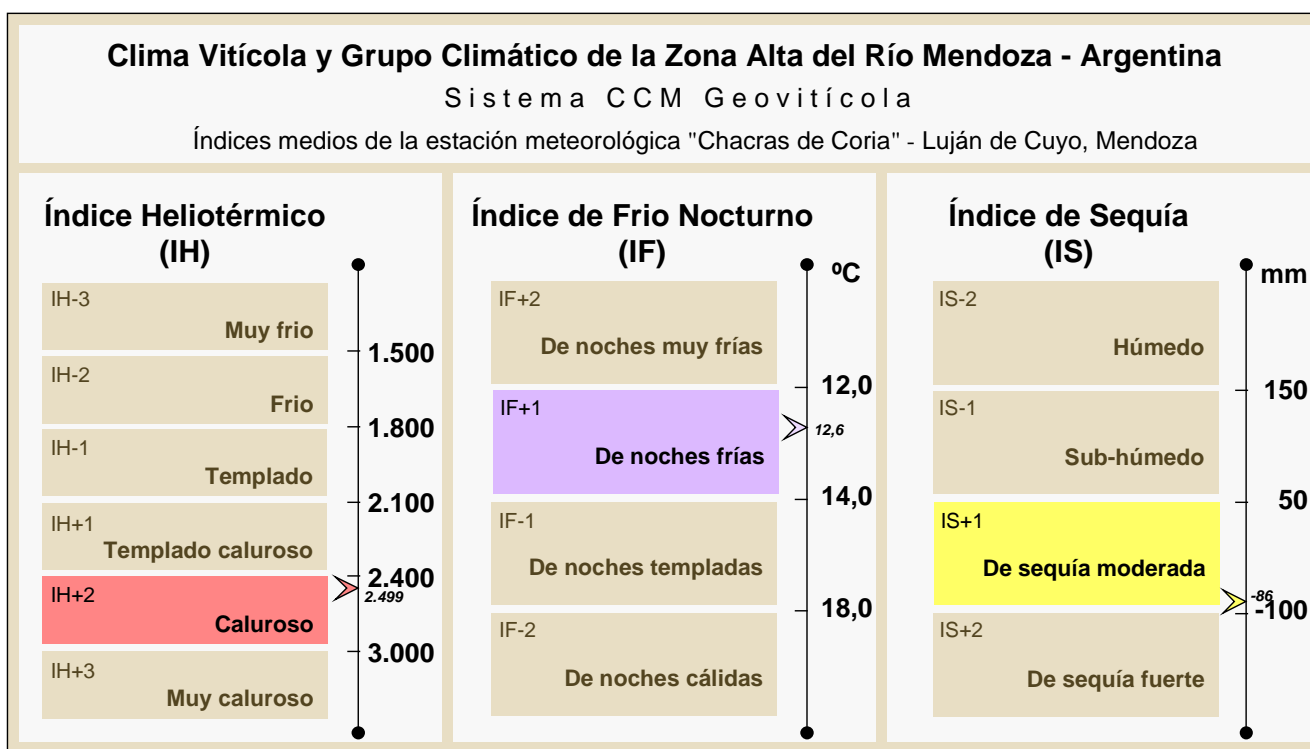 Clima Vitícola y Grupo Climático de la Zona Alta del Río Mendoza - Argentina
Sistema CCM Geovitícola
Índices medios de la estación meteorológica "Chacras de Coria" - Luján de Cuyo, Mendoza
Índice Heliotérmico
(IH)
IH-3
Muy frio
1.500
IH-2
Frio
1.800
IH-1
Templado
2.100
IH+1
Templado caluroso
2.400
2.499
IH+2
Caluroso
3.000
IH+3
Muy caluroso
Índice de Frio Nocturno
(IF)
ºC
IF+2
De noches muy frías
12,0
IF+1
12,6
De noches frías
14,0
IF-1
De noches templadas
18,0
IF-2
De noches cálidas
Índice de Sequía
(IS)
mm
IS-2
Húmedo
150
IS-1
Sub-húmedo
50
IS+1
De sequía moderada
-86
-100
IS+2
De sequía fuerte